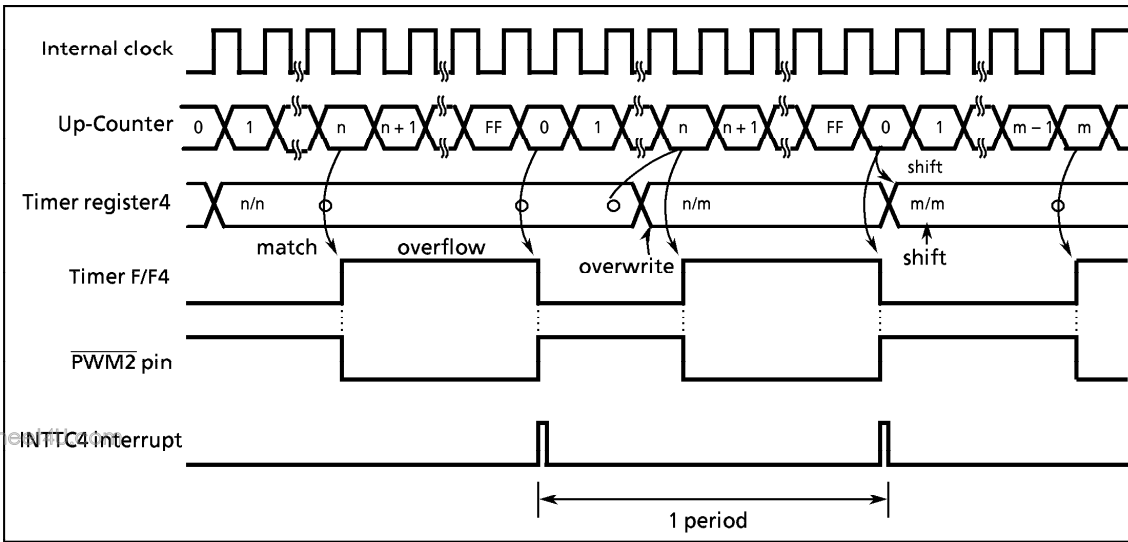 Internal clock
Up-Counter 0 1 n n + 1 FF 0 1 n n + 1 FF 0 1 m − 1 m
shift
Timer register4 n/n n/m m/m
match overflow overwrite shift
Timer F/F4
PWM2 pin
INTTC4 interrupt
1 period